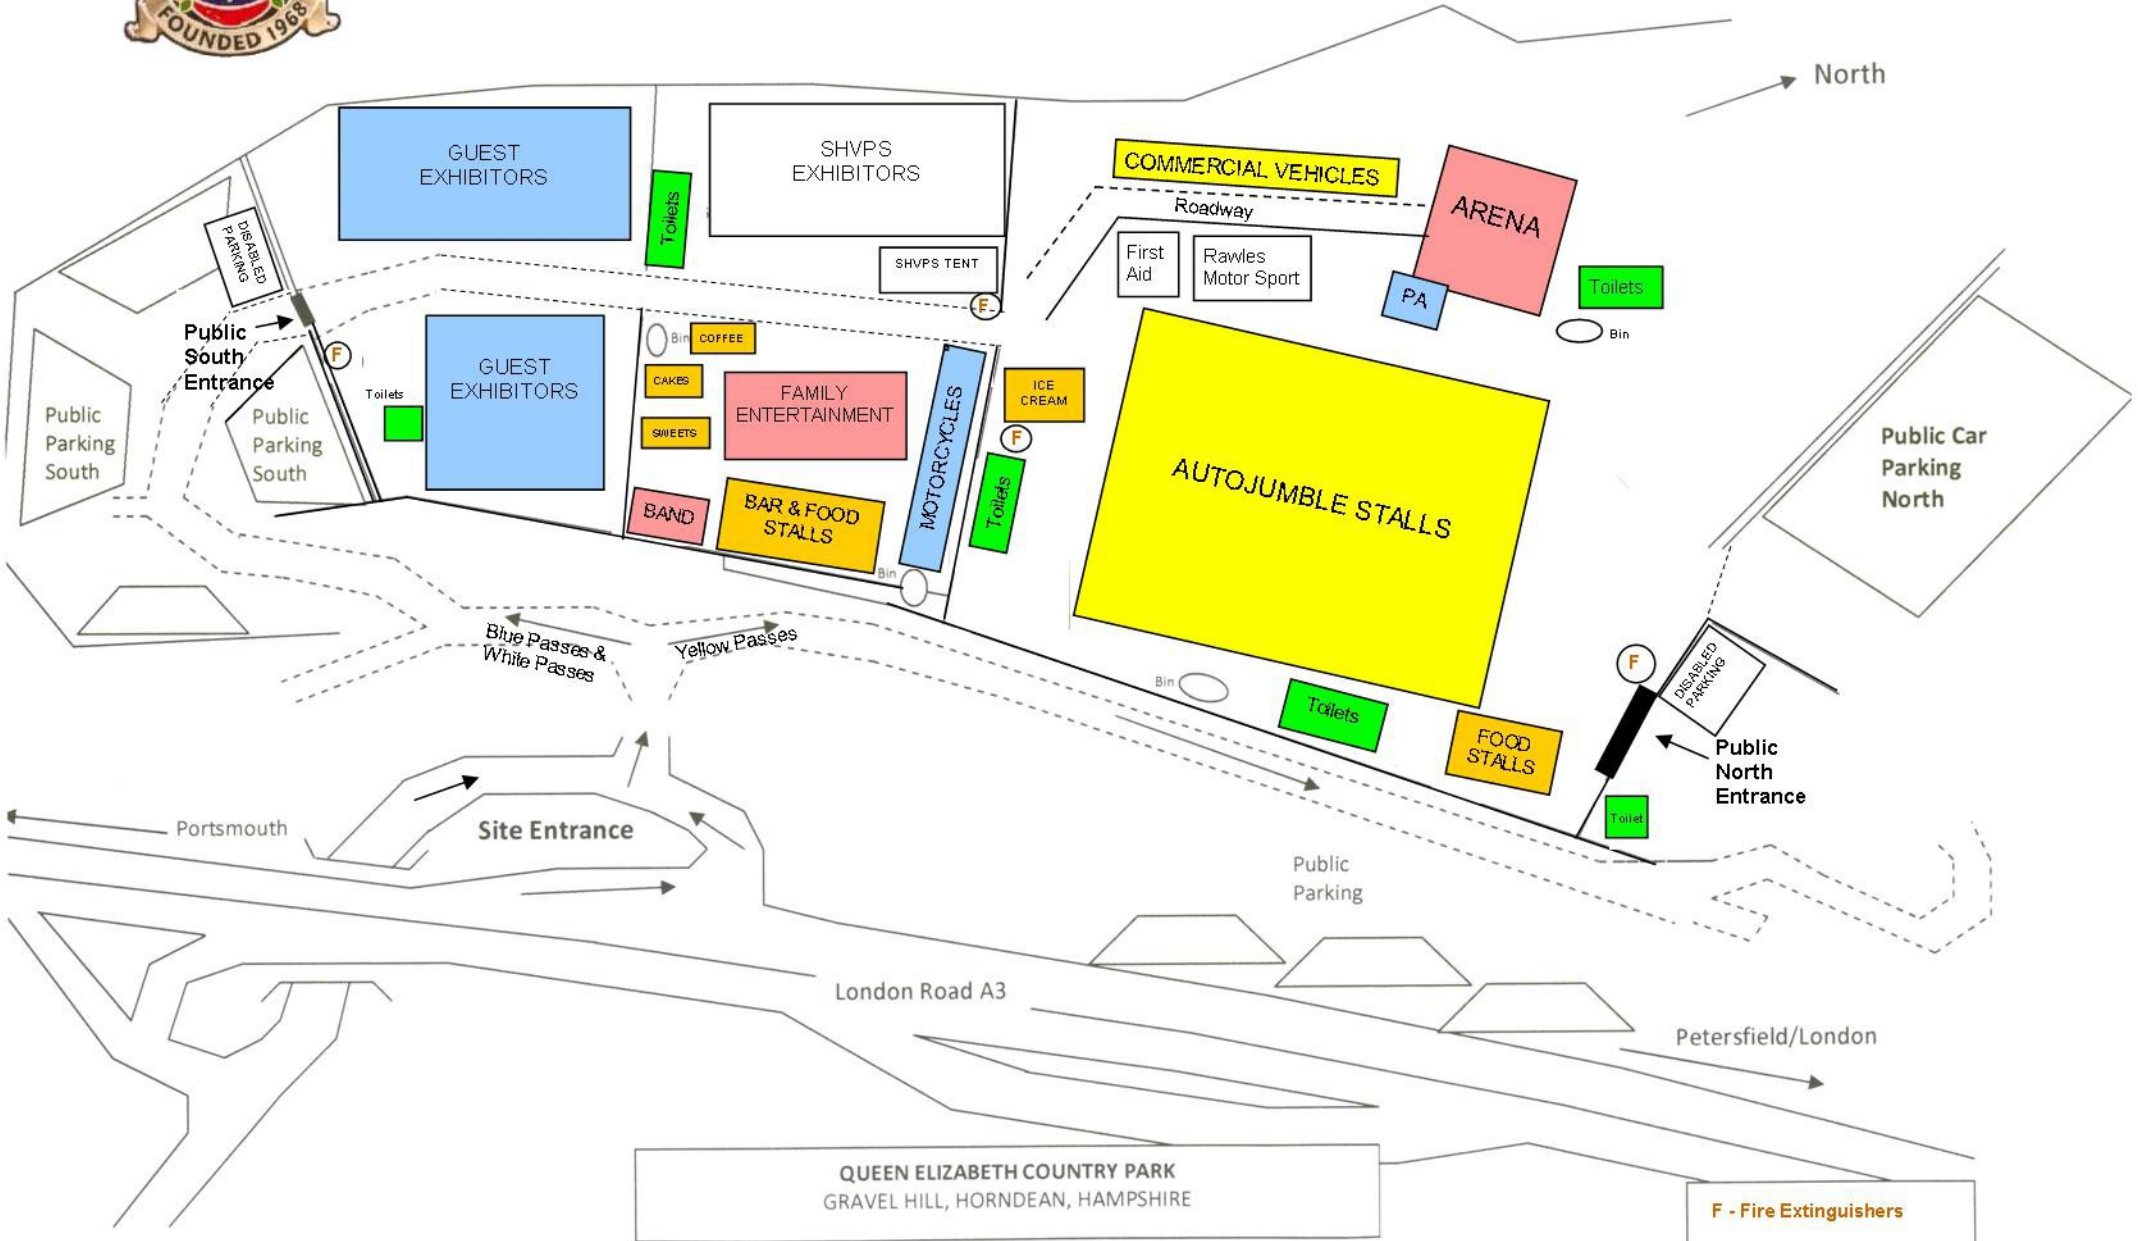 FOUNDED 1968
North
GUEST
EXHIBITORS
SHVPS
EXHIBITORS
COMMERCIAL VEHICLES
Roadway
ARENA
Toilets
DISABLED
PARKING
SHVPS TENT
First
Aid
Rawles
Motor Sport
PA
Toilets
Bin
F
Public
South
Entrance
F
Bin
COFFEE
GUEST
EXHIBITORS
CAKES
FAMILY
ENTERTAINMENT
MOTORCYCLES
ICE
CREAM
Toilets
Public
Parking
South
Public
Parking
South
SWEETS
F
Public Car
Parking
North
BAND
BAR & FOOD
STALLS
Toilets
AUTOJUMBLE STALLS
Bin
Blue Passes &
White Passes
Yellow Passes
F
DISABLED
PARKING
Bin
Toilets
FOOD
STALLS
Public
North
Entrance
Toilet
Portsmouth
Site Entrance
Public
Parking
London Road A3
Petersfield/London
QUEEN ELIZABETH COUNTRY PARK
GRAVEL HILL, HORNDEAN, HAMPSHIRE
F - Fire Extinguishers